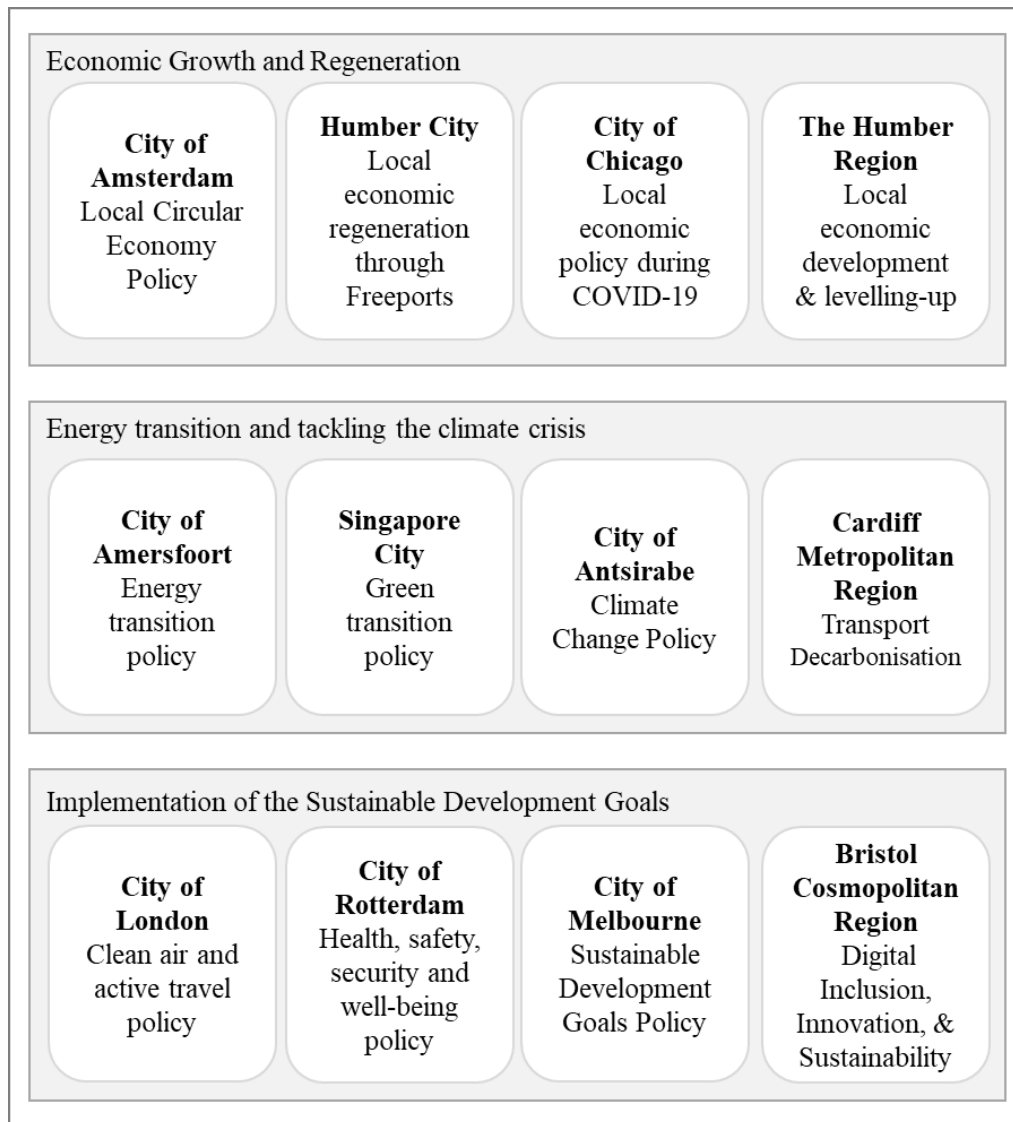 Economic Growth and Regeneration
City of
Amsterdam
Local Circular
Economy
Policy
Humber City
Local
economic
regeneration
through
Freeports
City of
Chicago
Local
economic
policy during
COVID-19
The Humber
Region
Local
economic
development
& levelling-up
Energy transition and tackling the climate crisis
City of
Amersfoort
Energy
transition
policy
Singapore
City
Green
transition
policy
City of
Antsirabe
Climate
Change Policy
Cardiff
Metropolitan
Region
Transport
Decarbonisation
Implementation of the Sustainable Development Goals
City of
London
Clean air and
active travel
policy
City of
Rotterdam
Health, safety,
security and
well-being
policy
City of
Melbourne
Sustainable
Development
Goals Policy
Bristol
Cosmopolitan
Region
Digital
Inclusion,
Innovation, &
Sustainability